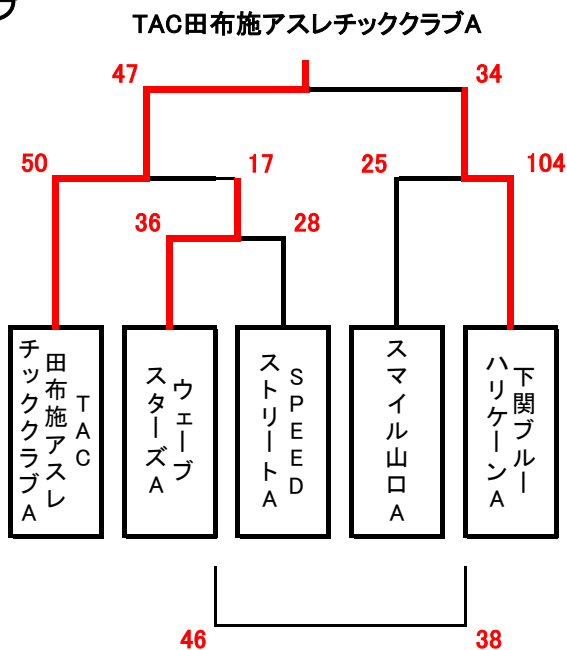 TAC田布施アスレチッククラブA
47
34
50
17
25
104
36
28
TAC
田布施アスレ
チッククラブA
ウェーブ
スターズA
SPEED
ストリートA
スマイル山口A
下関ブルー
ハリケーンA
46
38